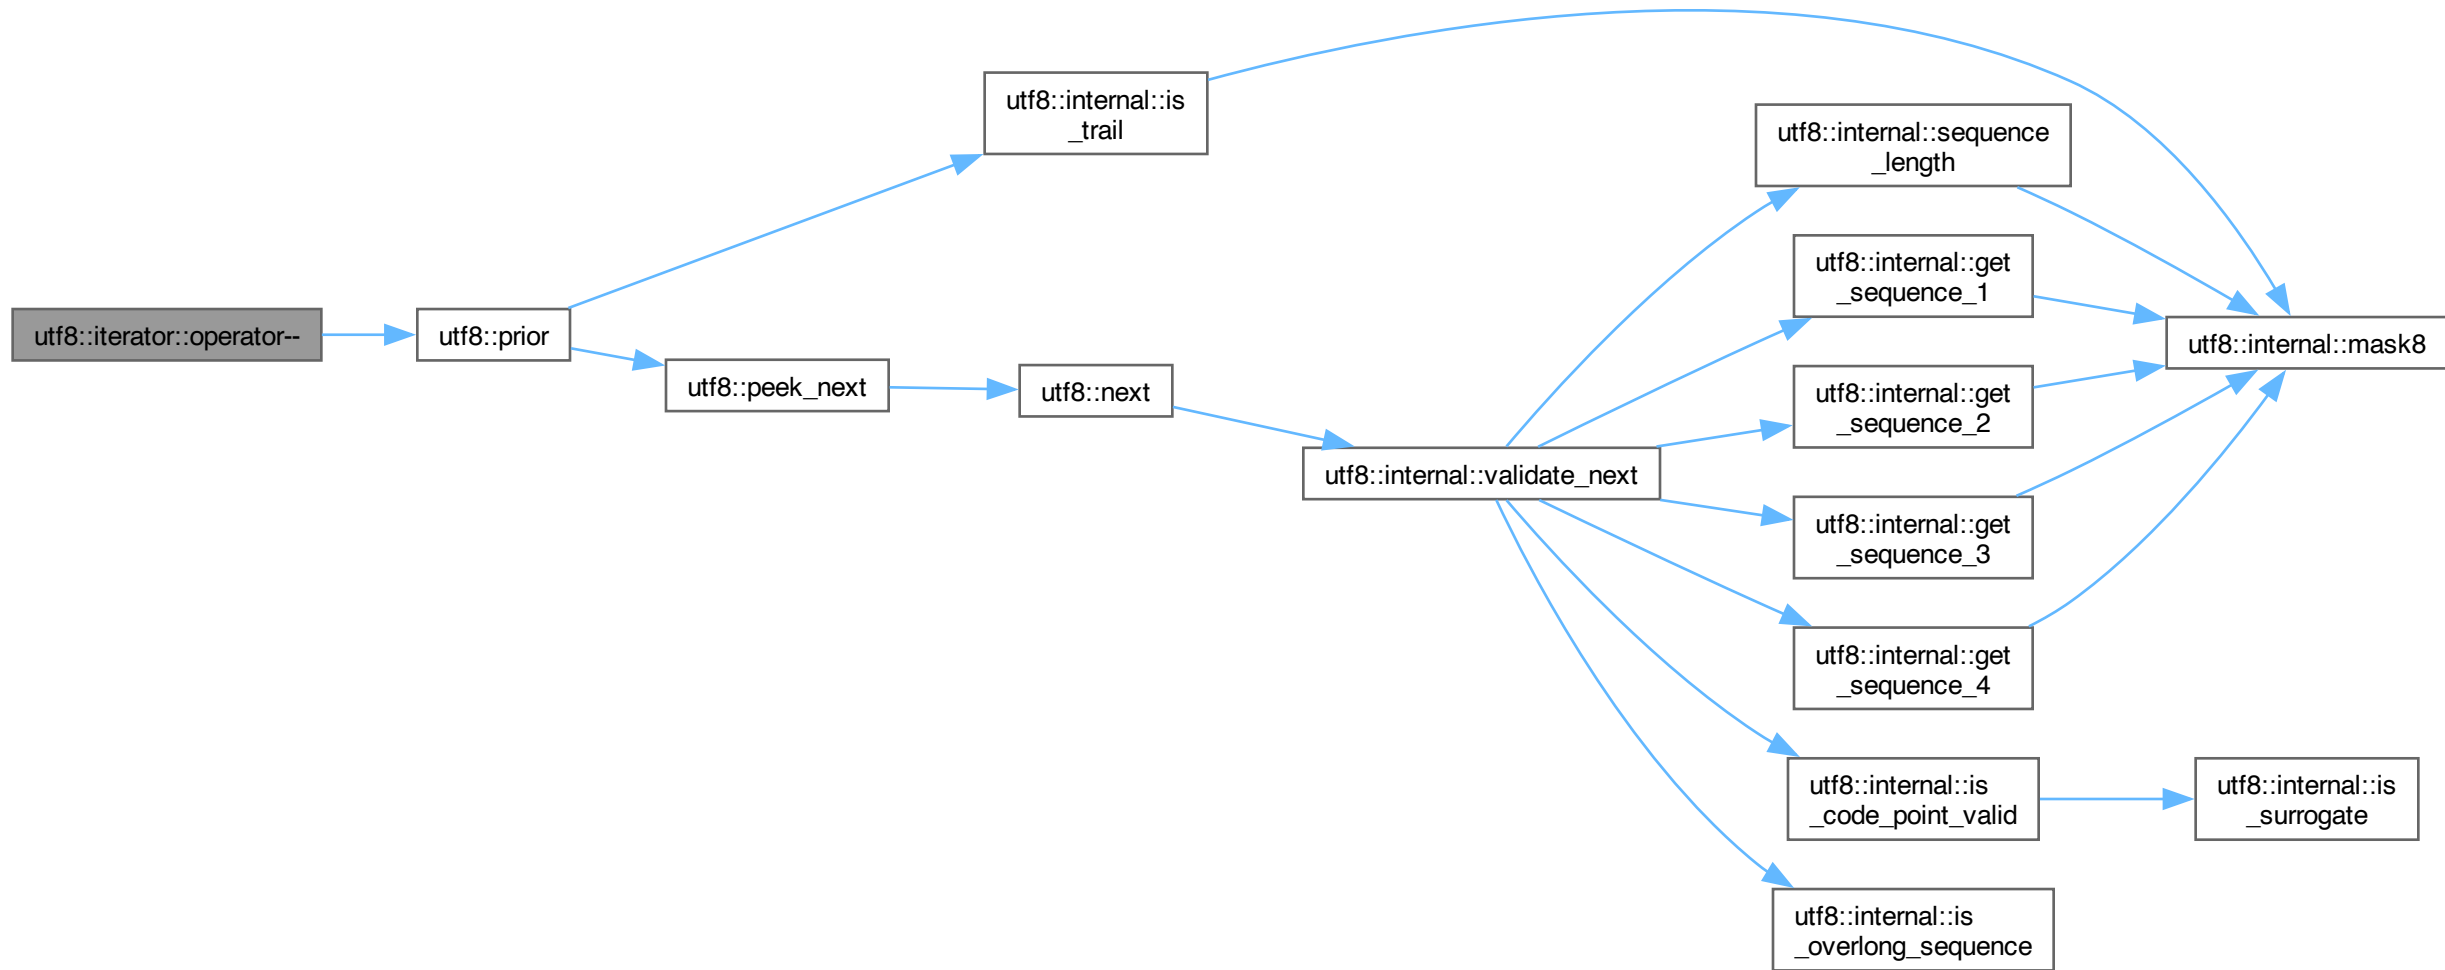 utf8::iterator::operator--
utf8::prior
utf8::internal::is
_trail
utf8::peek_next
utf8::next
utf8::internal::validate_next
utf8::internal::sequence
_length
utf8::internal::get
_sequence_1
utf8::internal::get
_sequence_2
utf8::internal::get
_sequence_3
utf8::internal::get
_sequence_4
utf8::internal::is
_code_point_valid
utf8::internal::is
_overlong_sequence
utf8::internal::mask8
utf8::internal::is
_surrogate